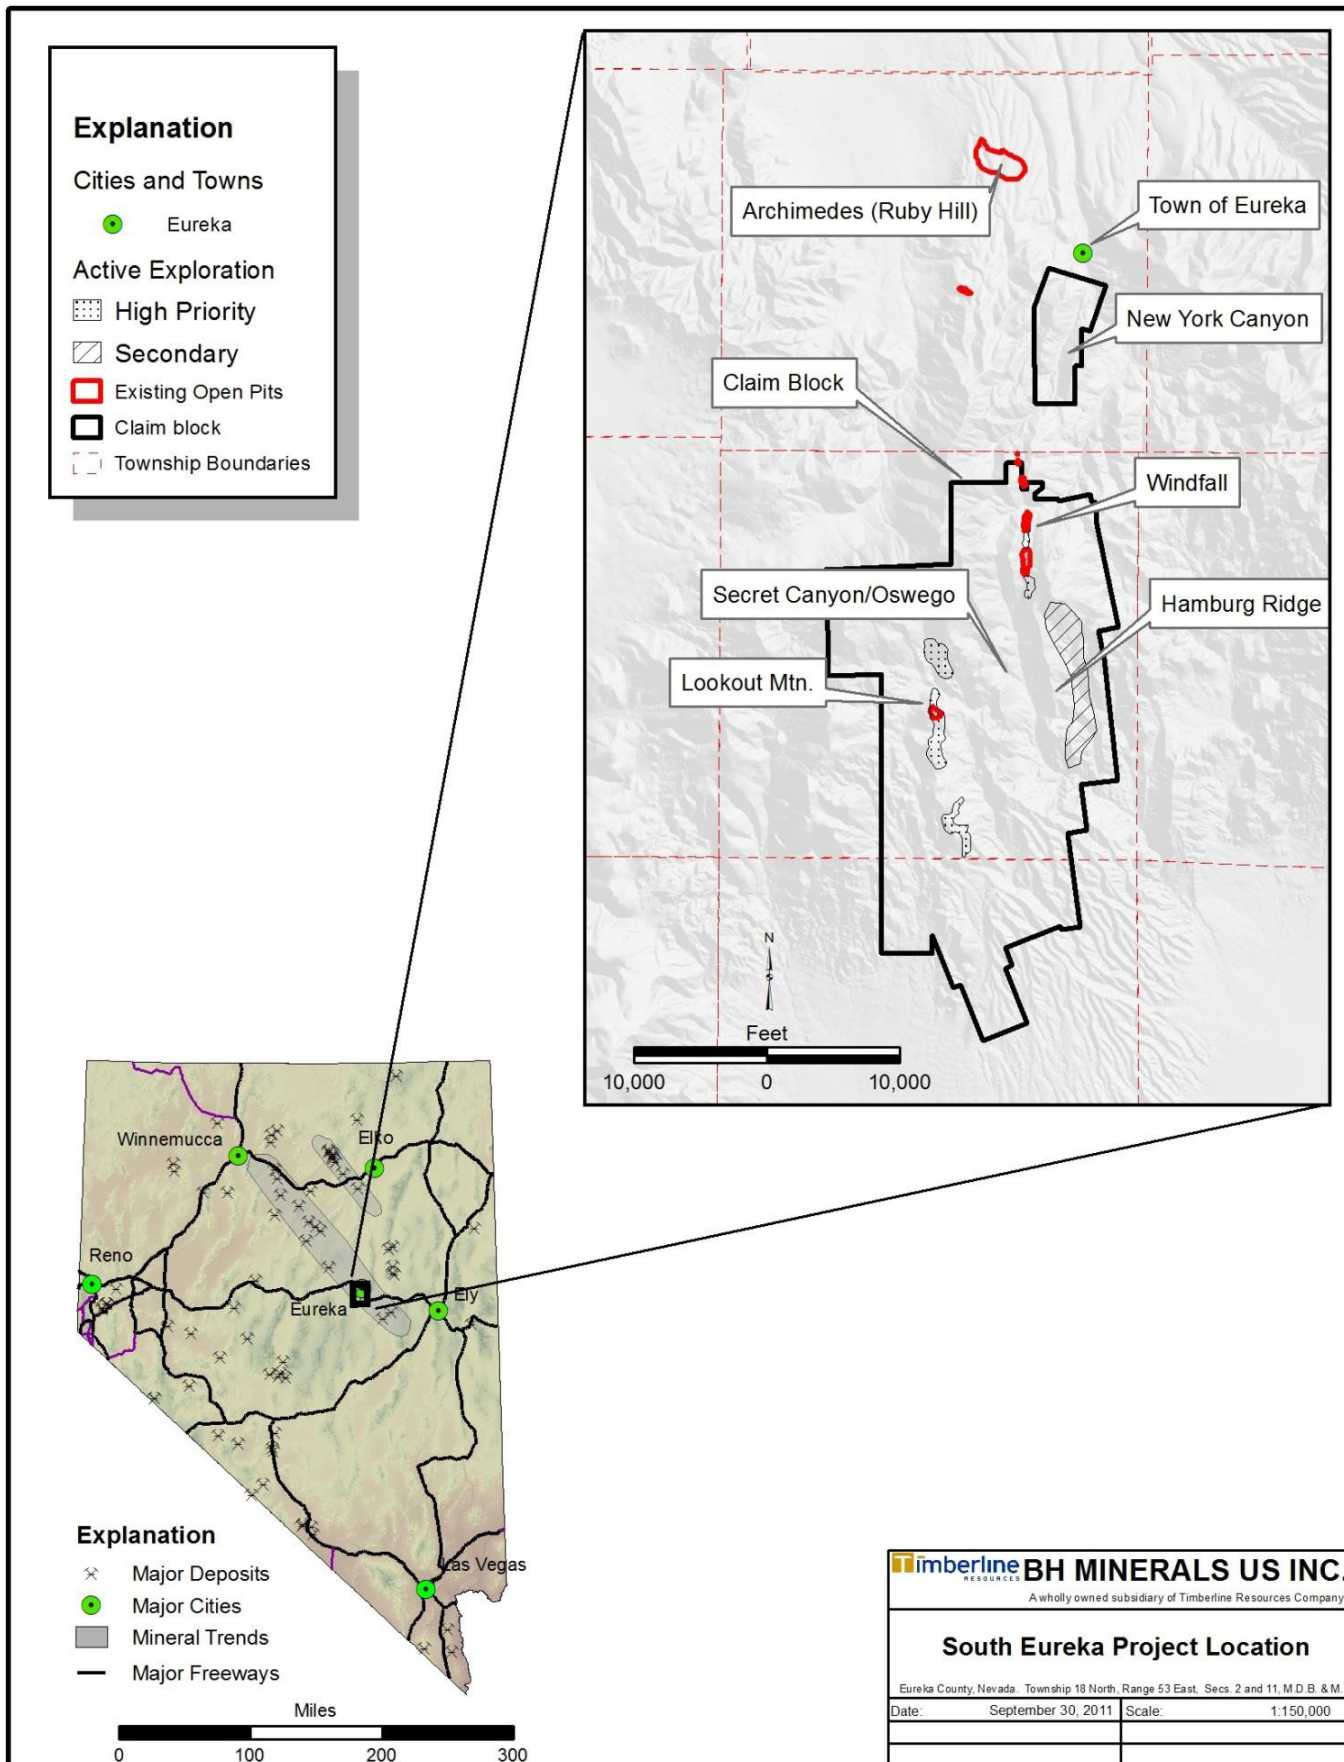 Explanation
Cities and Towns
Eureka
Active Exploration
High Priority
Secondary
Existing Open Pits
Claim block
Township Boundaries
Archimedes (Ruby Hill)
Town of Eureka
New York Canyon
Claim Block
Windfall
Secret Canyon/Oswego
Hamburg Ridge
Lookout Mtn.
N
Feet
10,000 0 10,000
Winnemucca
Elko
Reno
Eureka
Ely
Las Vegas
Explanation
Major Deposits
Major Cities
Mineral Trends
Major Freeways
Miles
0 100 200 300
Timberline RESOURCES BH MINERALS US INC.
A wholly owned subsidiary of Timberline Resources Company
South Eureka Project Location
Eureka County, Nevada. Township 18 North, Range 53 East, Secs. 2 and 11, M.D.B. & M.
Date: September 30, 2011 Scale: 1:150,000